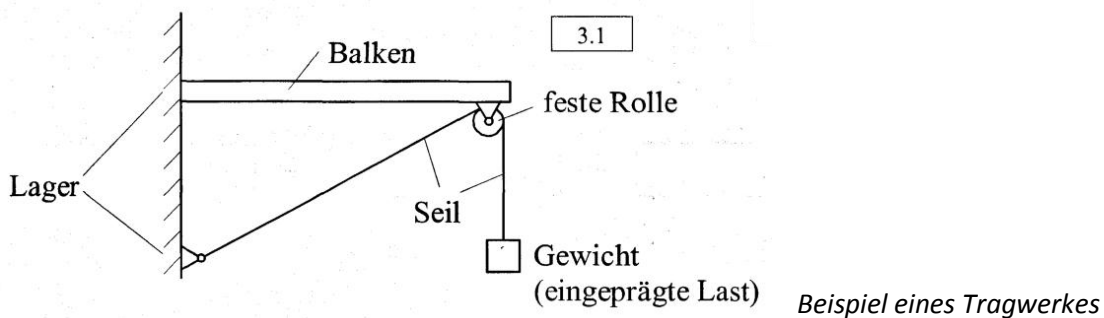 3.1
Balken
feste Rolle
Lager
Seil
Gewicht
(eingeprägte Last)
Beispiel eines Tragwerkes